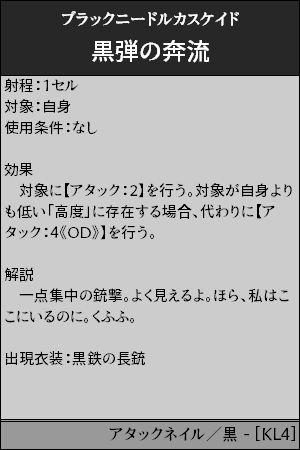 ブラックニードルカスケイド
黒弾の奔流
射程：1セル
対象：自身
使用条件：なし
効果
　対象に【アタック：2】を行う。対象が自身より
も低い「高度」に存在する場合、代わりに【ア
タック：4《OD》】を行う。
解説
　一点集中の銃撃。よく見えるよ。ほら、私はこ
こにいるのに。くふふ。
出現衣装：黒鉄の長銃
アタックネイル／黒 - [KL4]